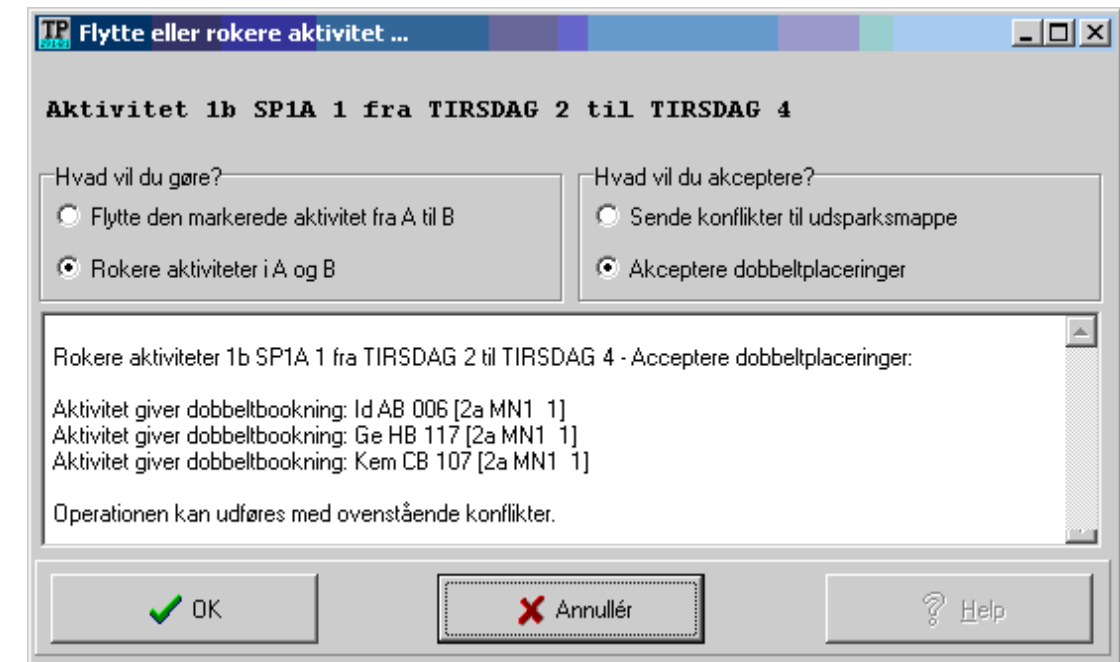 TP Flytte eller rokere aktivitet ...
Aktivitet 1b SP1A 1 fra TIRSDAG 2 til TIRSDAG 4
Hvad vil du gøre?
Flytte den markerede aktivitet fra A til B
Rokere aktiviteter i A og B
Hvad vil du akceptere?
Sende konflikter til udsparksmappe
Akceptere dobbeltplaceringer
Rokere aktiviteter 1b SP1A 1 fra TIRSDAG 2 til TIRSDAG 4 - Acceptere dobbeltplaceringer:
Aktivitet giver dobbeltbookning: Id AB 006 [2a MN1  1]
Aktivitet giver dobbeltbookning: Ge HB 117 [2a MN1  1]
Aktivitet giver dobbeltbookning: Kem CB 107 [2a MN1  1]
Operationen kan udføres med ovenstående konflikter.
OK
Annullér
Help